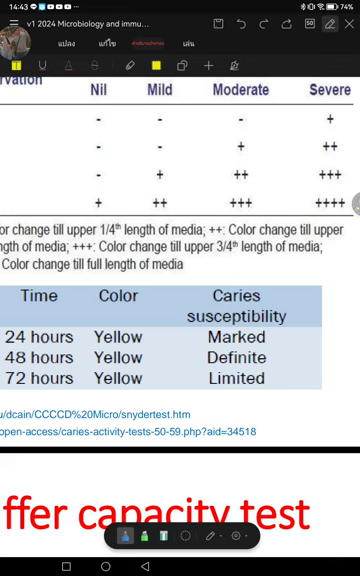 14:43
74%
v1 2024 Microbiology and immu...
50
แปลง
แก้ไข
เล่น
T U A S
rvation
Nil Mild Moderate Severe
- - - +
- - + ++
- + ++ +++
+ ++ +++ ++++
or change till upper 1/4th length of media; ++: Color change till upper
ngth of media; +++: Color change till upper 3/4th length of media;
Color change till full length of media
Time Color Caries
susceptibility
24 hours Yellow Marked
48 hours Yellow Definite
72 hours Yellow Limited
u/dcain/CCCCD%20Micro/snydertest.htm
open-access/caries-activity-tests-50-59.php?aid=34518
ffer capacity test